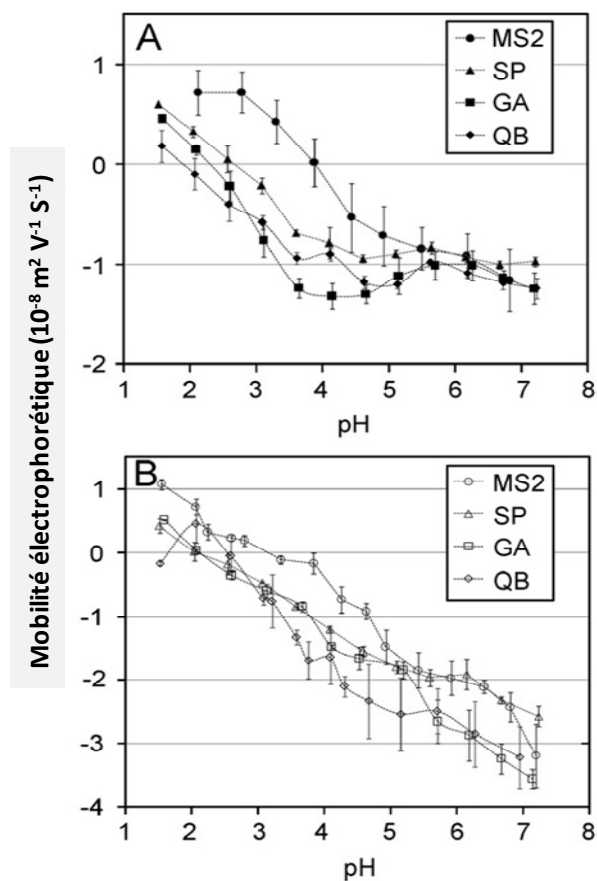 Mobilité électrophorétique (10-8 m2 V-1 S-1)
A
MS2
SP
GA
QB
1
0
-1
-2
1 2 3 4 5 6 7 8
pH
B
MS2
SP
GA
QB
1
0
-1
-2
-3
-4
1 2 3 4 5 6 7 8
pH